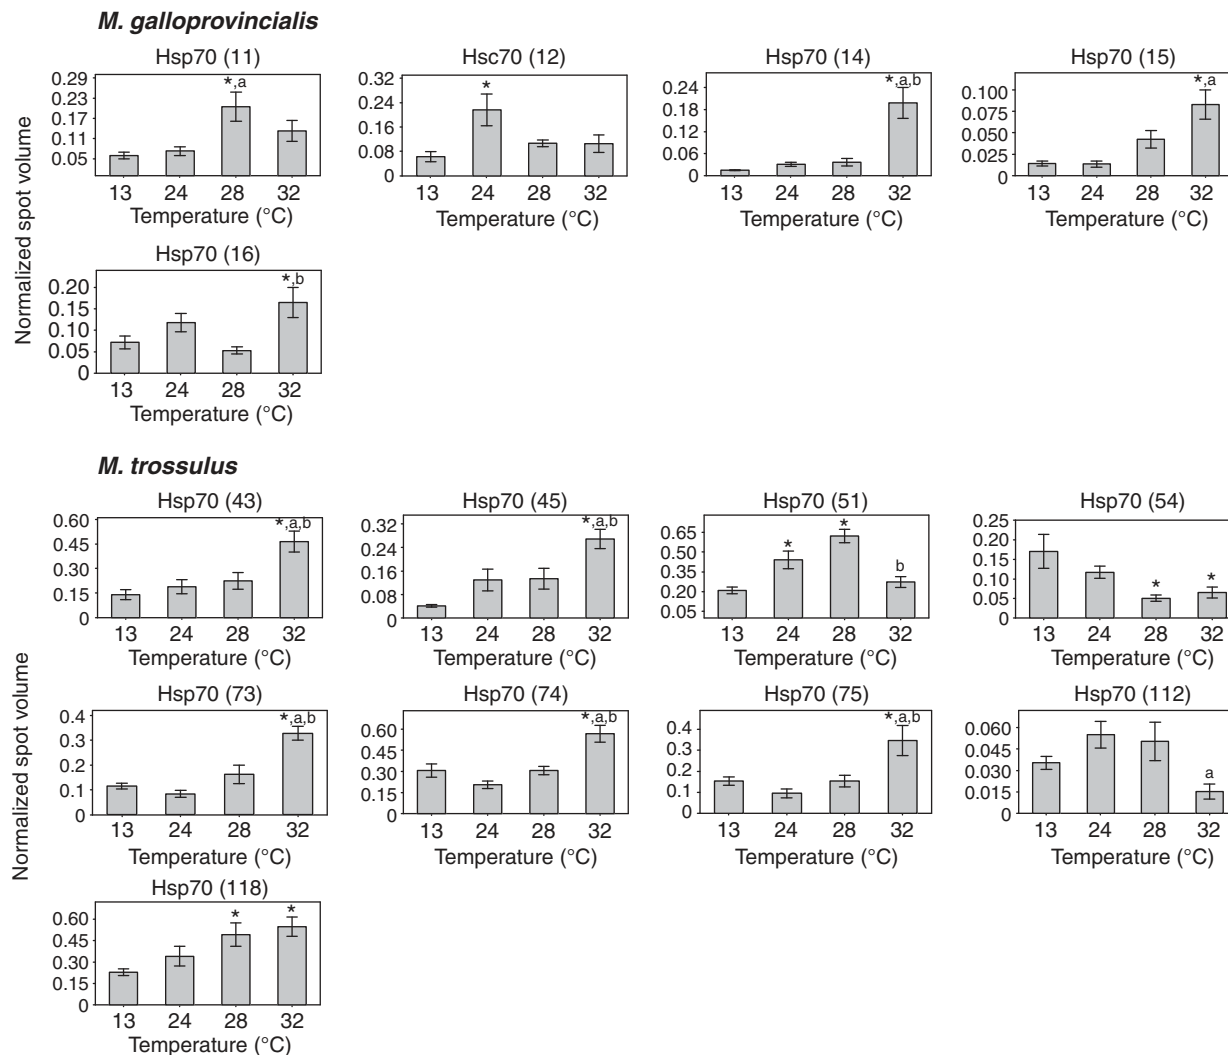 M. galloprovincialis
Hsp70 (11)
Hsc70 (12)
Hsp70 (14)
Hsp70 (15)
Normalized spot volume
0.29
0.23
0.17
0.11
0.05
*,a
13 24 28 32
Temperature (°C)
0.32
0.24
0.16
0.08
0
*
13 24 28 32
Temperature (°C)
0.24
0.18
0.12
0.06
0
*,a,b
13 24 28 32
Temperature (°C)
0.100
0.075
0.050
0.025
0
*,a
13 24 28 32
Temperature (°C)
Hsp70 (16)
0.20
0.15
0.10
0.05
0
*,b
13 24 28 32
Temperature (°C)
M. trossulus
Normalized spot volume
Hsp70 (43)
0.60
0.45
0.30
0.15
0
*,a,b
13 24 28 32
Temperature (°C)
Hsp70 (45)
0.32
0.24
0.16
0.08
0
*,a,b
13 24 28 32
Temperature (°C)
Hsp70 (51)
0.65
0.50
0.35
0.20
0.05
* * b
13 24 28 32
Temperature (°C)
Hsp70 (54)
0.25
0.20
0.15
0.10
0.05
0
* *
13 24 28 32
Temperature (°C)
Hsp70 (73)
0.4
0.3
0.2
0.1
0
*,a,b
13 24 28 32
Temperature (°C)
Hsp70 (74)
0.60
0.45
0.30
0.15
*,a,b
13 24 28 32
Temperature (°C)
Hsp70 (75)
0.4
0.3
0.2
0.1
0
*,a,b
13 24 28 32
Temperature (°C)
Hsp70 (112)
0.060
0.045
0.030
0.015
0
a
13 24 28 32
Temperature (°C)
Hsp70 (118)
0.60
0.45
0.30
0.15
0
* *
13 24 28 32
Temperature (°C)